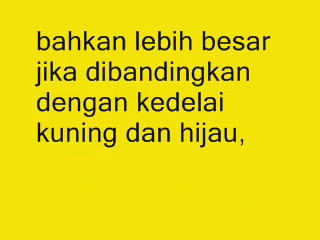 bahkan lebih besar
jika dibandingkan
dengan kedelai
kuning dan hijau,